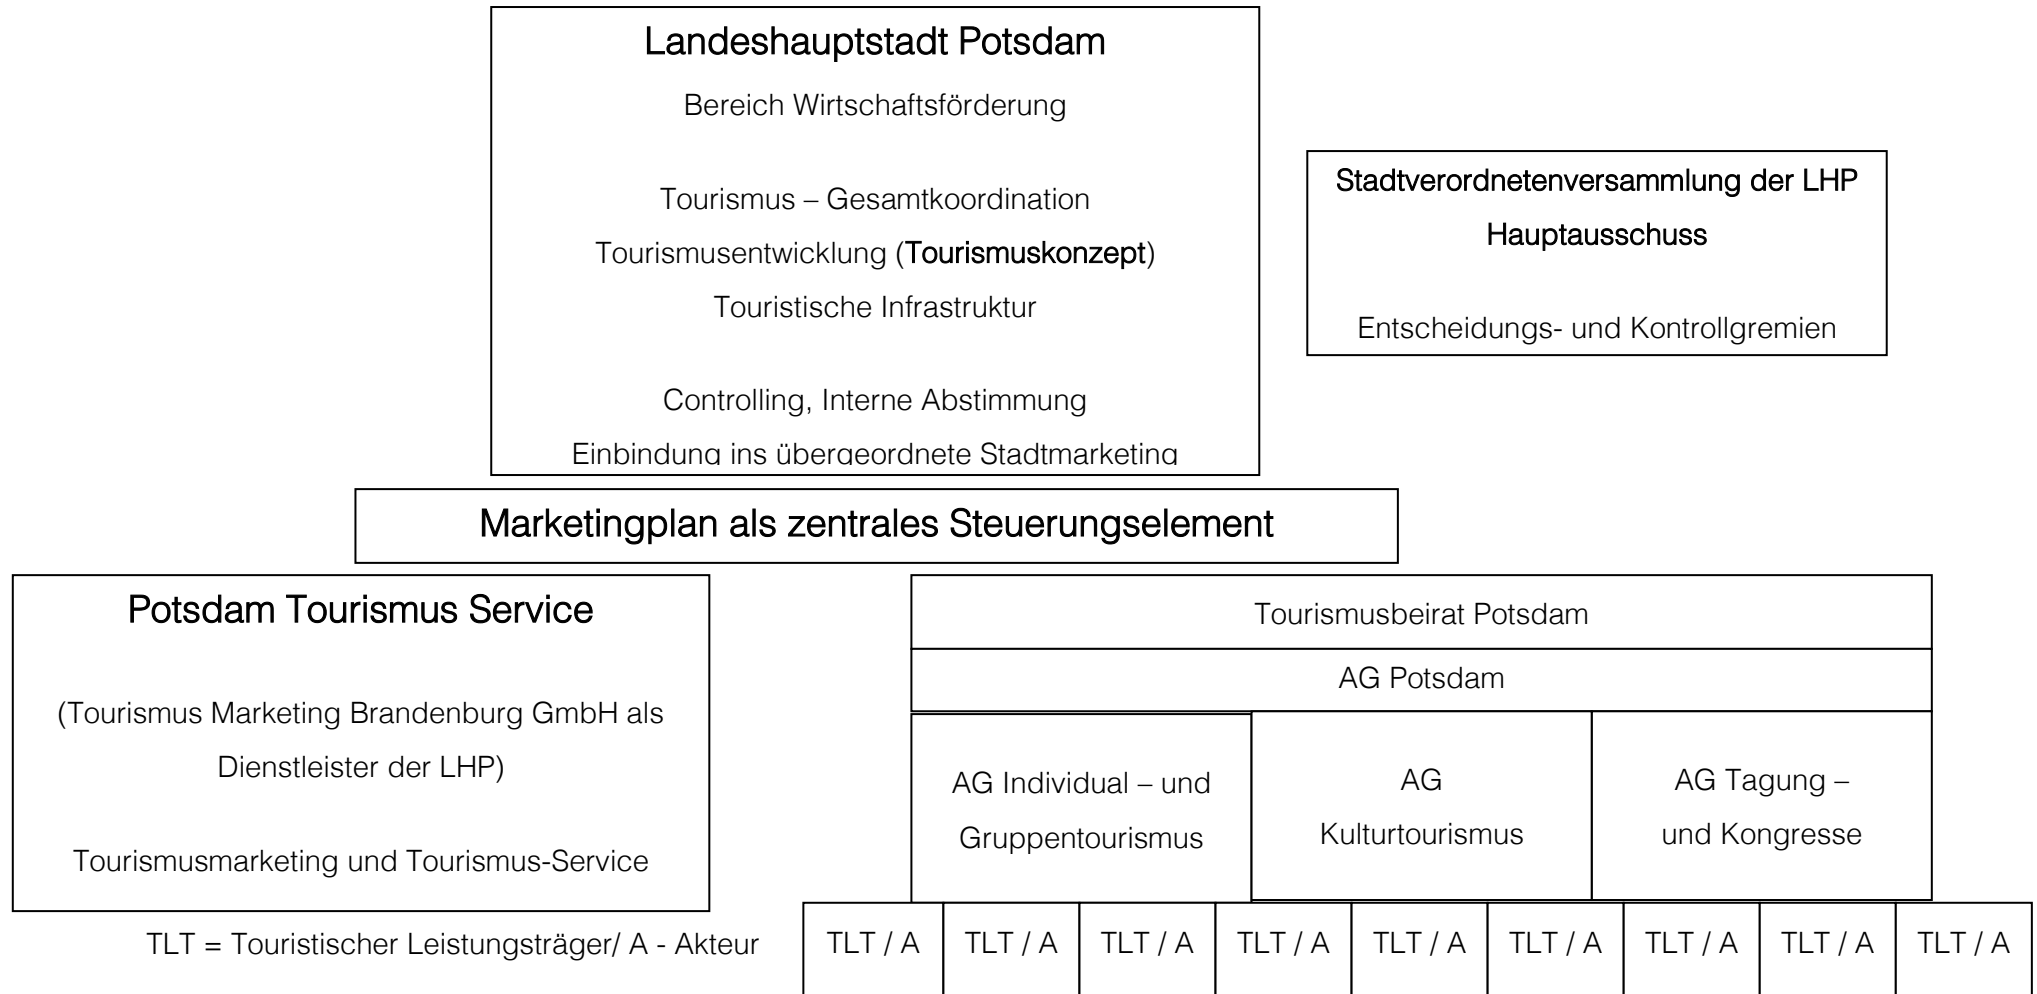 Landeshauptstadt Potsdam
Bereich Wirtschaftsförderung
Tourismus – Gesamtkoordination
Tourismusentwicklung (Tourismuskonzept)
Touristische Infrastruktur
Controlling, Interne Abstimmung
Einbindung ins übergeordnete Stadtmarketing
Stadtverordnetenversammlung der LHP
Hauptausschuss
Entscheidungs- und Kontrollgremien
Marketingplan als zentrales Steuerungselement
Potsdam Tourismus Service
(Tourismus Marketing Brandenburg GmbH als
Dienstleister der LHP)
Tourismusmarketing und Tourismus-Service
Tourismusbeirat Potsdam
AG Potsdam
AG Individual – und
Gruppentourismus
AG
Kulturtourismus
AG Tagung –
und Kongresse
TLT = Touristischer Leistungsträger/ A - Akteur
TLT / A
TLT / A
TLT / A
TLT / A
TLT / A
TLT / A
TLT / A
TLT / A
TLT / A